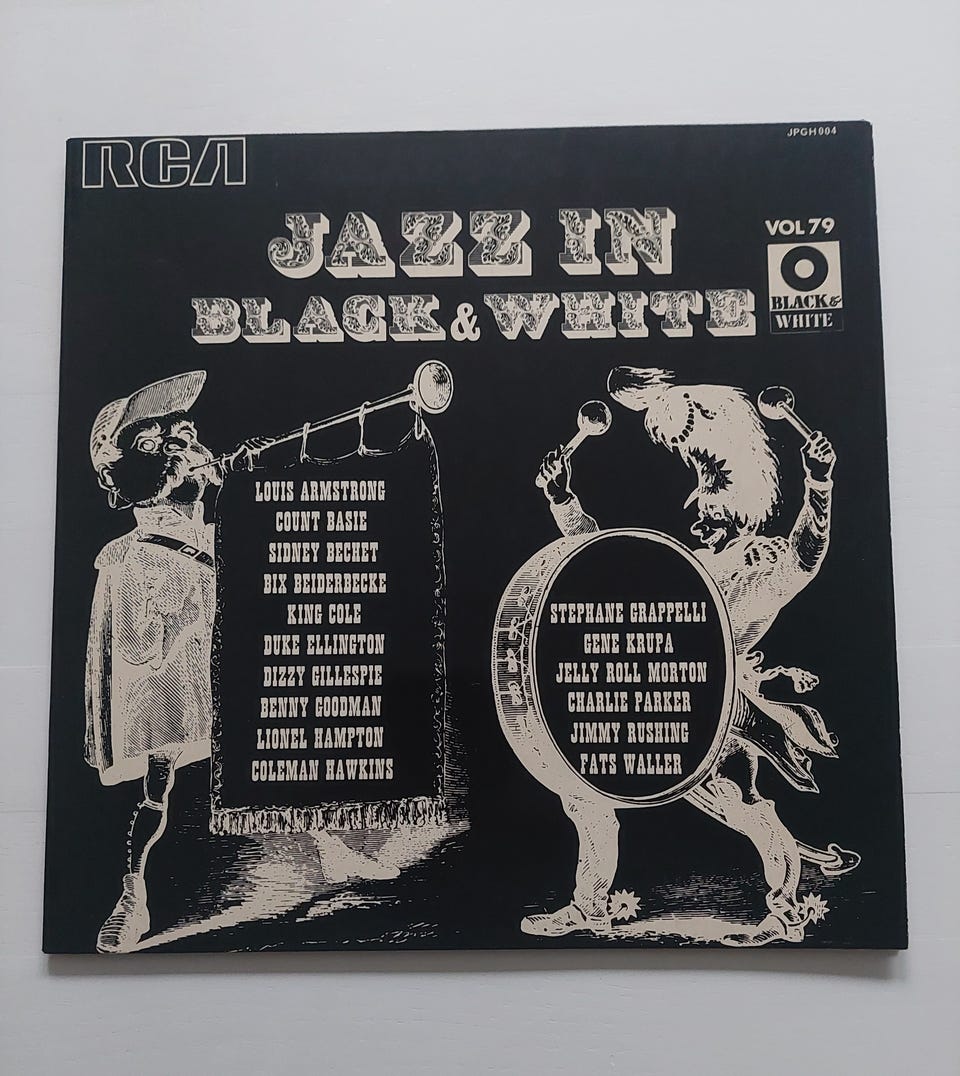 RCA
JPGH 004
JAZZ IN
BLACK & WHITE
VOL 79
BLACK &
WHITE
LOUIS ARMSTRONG
COUNT BASIE
SIDNEY BECHET
BIX BEIDERBECKE
KING COLE
DUKE ELLINGTON
DIZZY GILLESPIE
BENNY GOODMAN
LIONEL HAMPTON
COLEMAN HAWKINS
STEPHANE GRAPPELLI
GENE KRUPA
JELLY ROLL MORTON
CHARLIE PARKER
JIMMY RUSHING
FATS WALLER